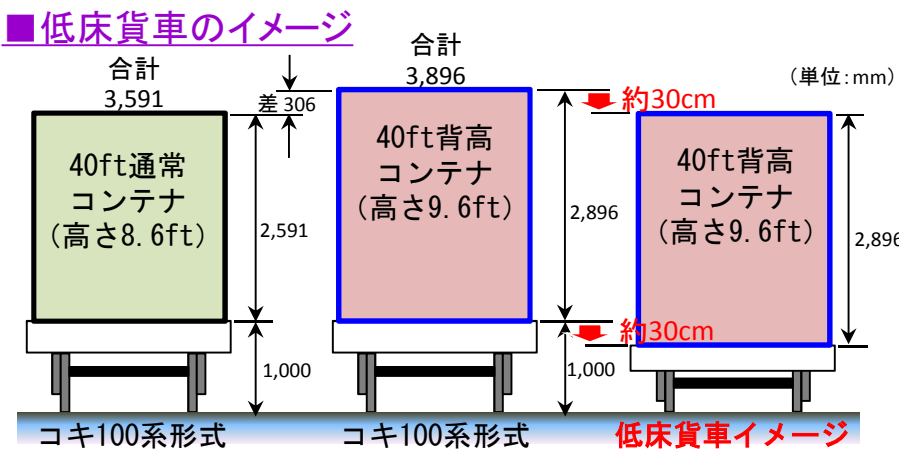 ■低床貨車のイメージ
(単位:mm)
合計
3,591
差 306
40ft通常
コンテナ
(高さ8.6ft)
2,591
1,000
コキ100系形式
合計
3,896
40ft背高
コンテナ
(高さ9.6ft)
2,896
1,000
コキ100系形式
約30cm
約30cm
40ft背高
コンテナ
(高さ9.6ft)
2,896
低床貨車イメージ